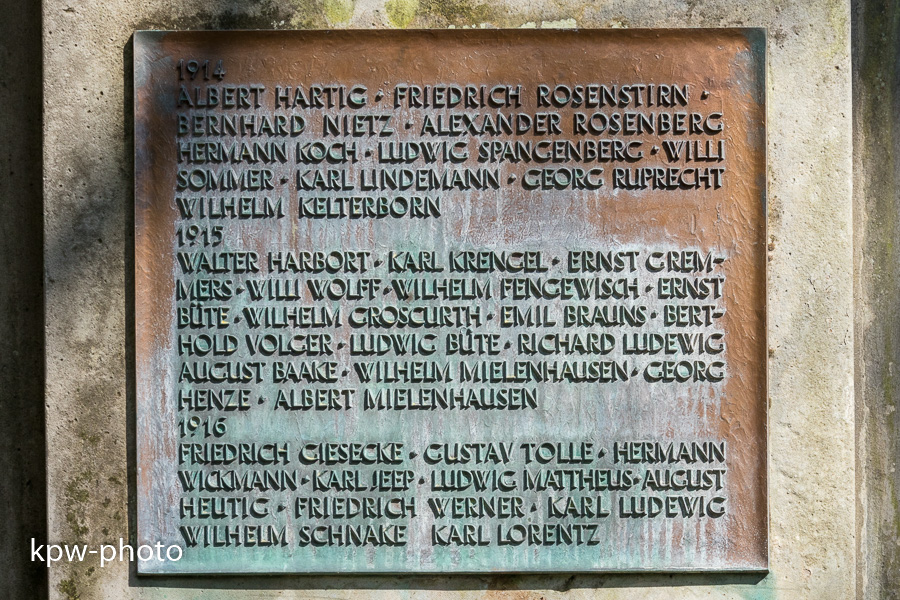 1914
ALBERT HARTIG · FRIEDRICH ROSENSTIRN ·
BERNHARD NIETZ · ALEXANDER ROSENBERG
HERMANN KOCH · LUDWIG SPANGENBERG · WILLI
SOMMER · KARL LINDEMANN · GEORG RUPRECHT
WILHELM KELTERBORN
1915
WALTER HARBORT · KARL KRENGEL · ERNST GREM-
MERS · WILLI WOLFF · WILHELM FENGEWISCH · ERNST
BÜTE · WILHELM GROSCURTH · EMIL BRAUNS · BERT-
HOLD VOLGER · LUDWIG BÜTE · RICHARD LUDEWIG
AUGUST BAAKE · WILHELM MIELENHAUSEN · GEORG
HENZE · ALBERT MIELENHAUSEN
1916
FRIEDRICH GIESECKE · GUSTAV TOLLE · HERMANN
WICKMANN · KARL JEEP · LUDWIG MATTHEUS · AUGUST
HEUTIG · FRIEDRICH WERNER · KARL LUDEWIG
WILHELM SCHNAKE KARL LORENTZ
kpw-photo